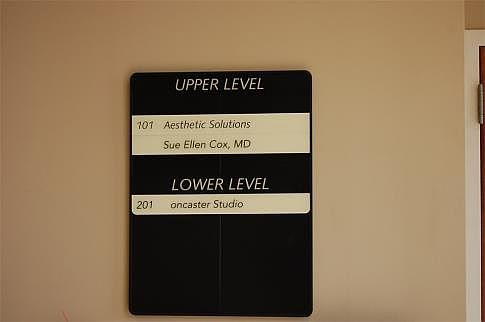 UPPER LEVEL
101 Aesthetic Solutions
Sue Ellen Cox, MD
LOWER LEVEL
201 oncaster Studio